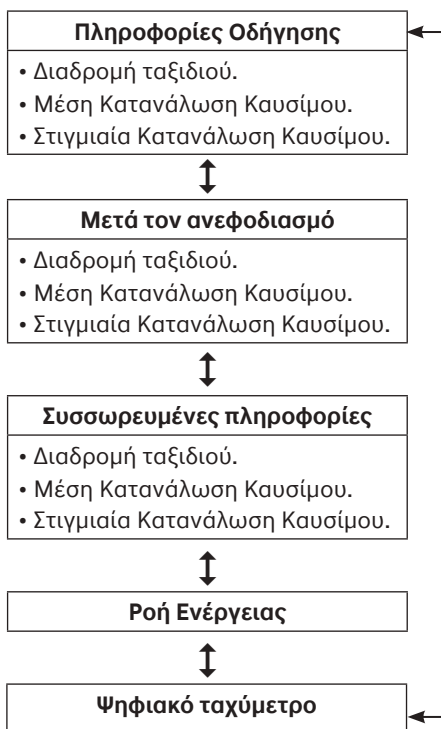 Πληροφορίες Οδήγησης
• Διαδρομή ταξιδιού.
• Μέση Κατανάλωση Καυσίμου.
• Στιγμιαία Κατανάλωση Καυσίμου.
Μετά τον ανεφοδιασμό
• Διαδρομή ταξιδιού.
• Μέση Κατανάλωση Καυσίμου.
• Στιγμιαία Κατανάλωση Καυσίμου.
Συσσωρευμένες πληροφορίες
• Διαδρομή ταξιδιού.
• Μέση Κατανάλωση Καυσίμου.
• Στιγμιαία Κατανάλωση Καυσίμου.
Ροή Ενέργειας
Ψηφιακό ταχύμετρο